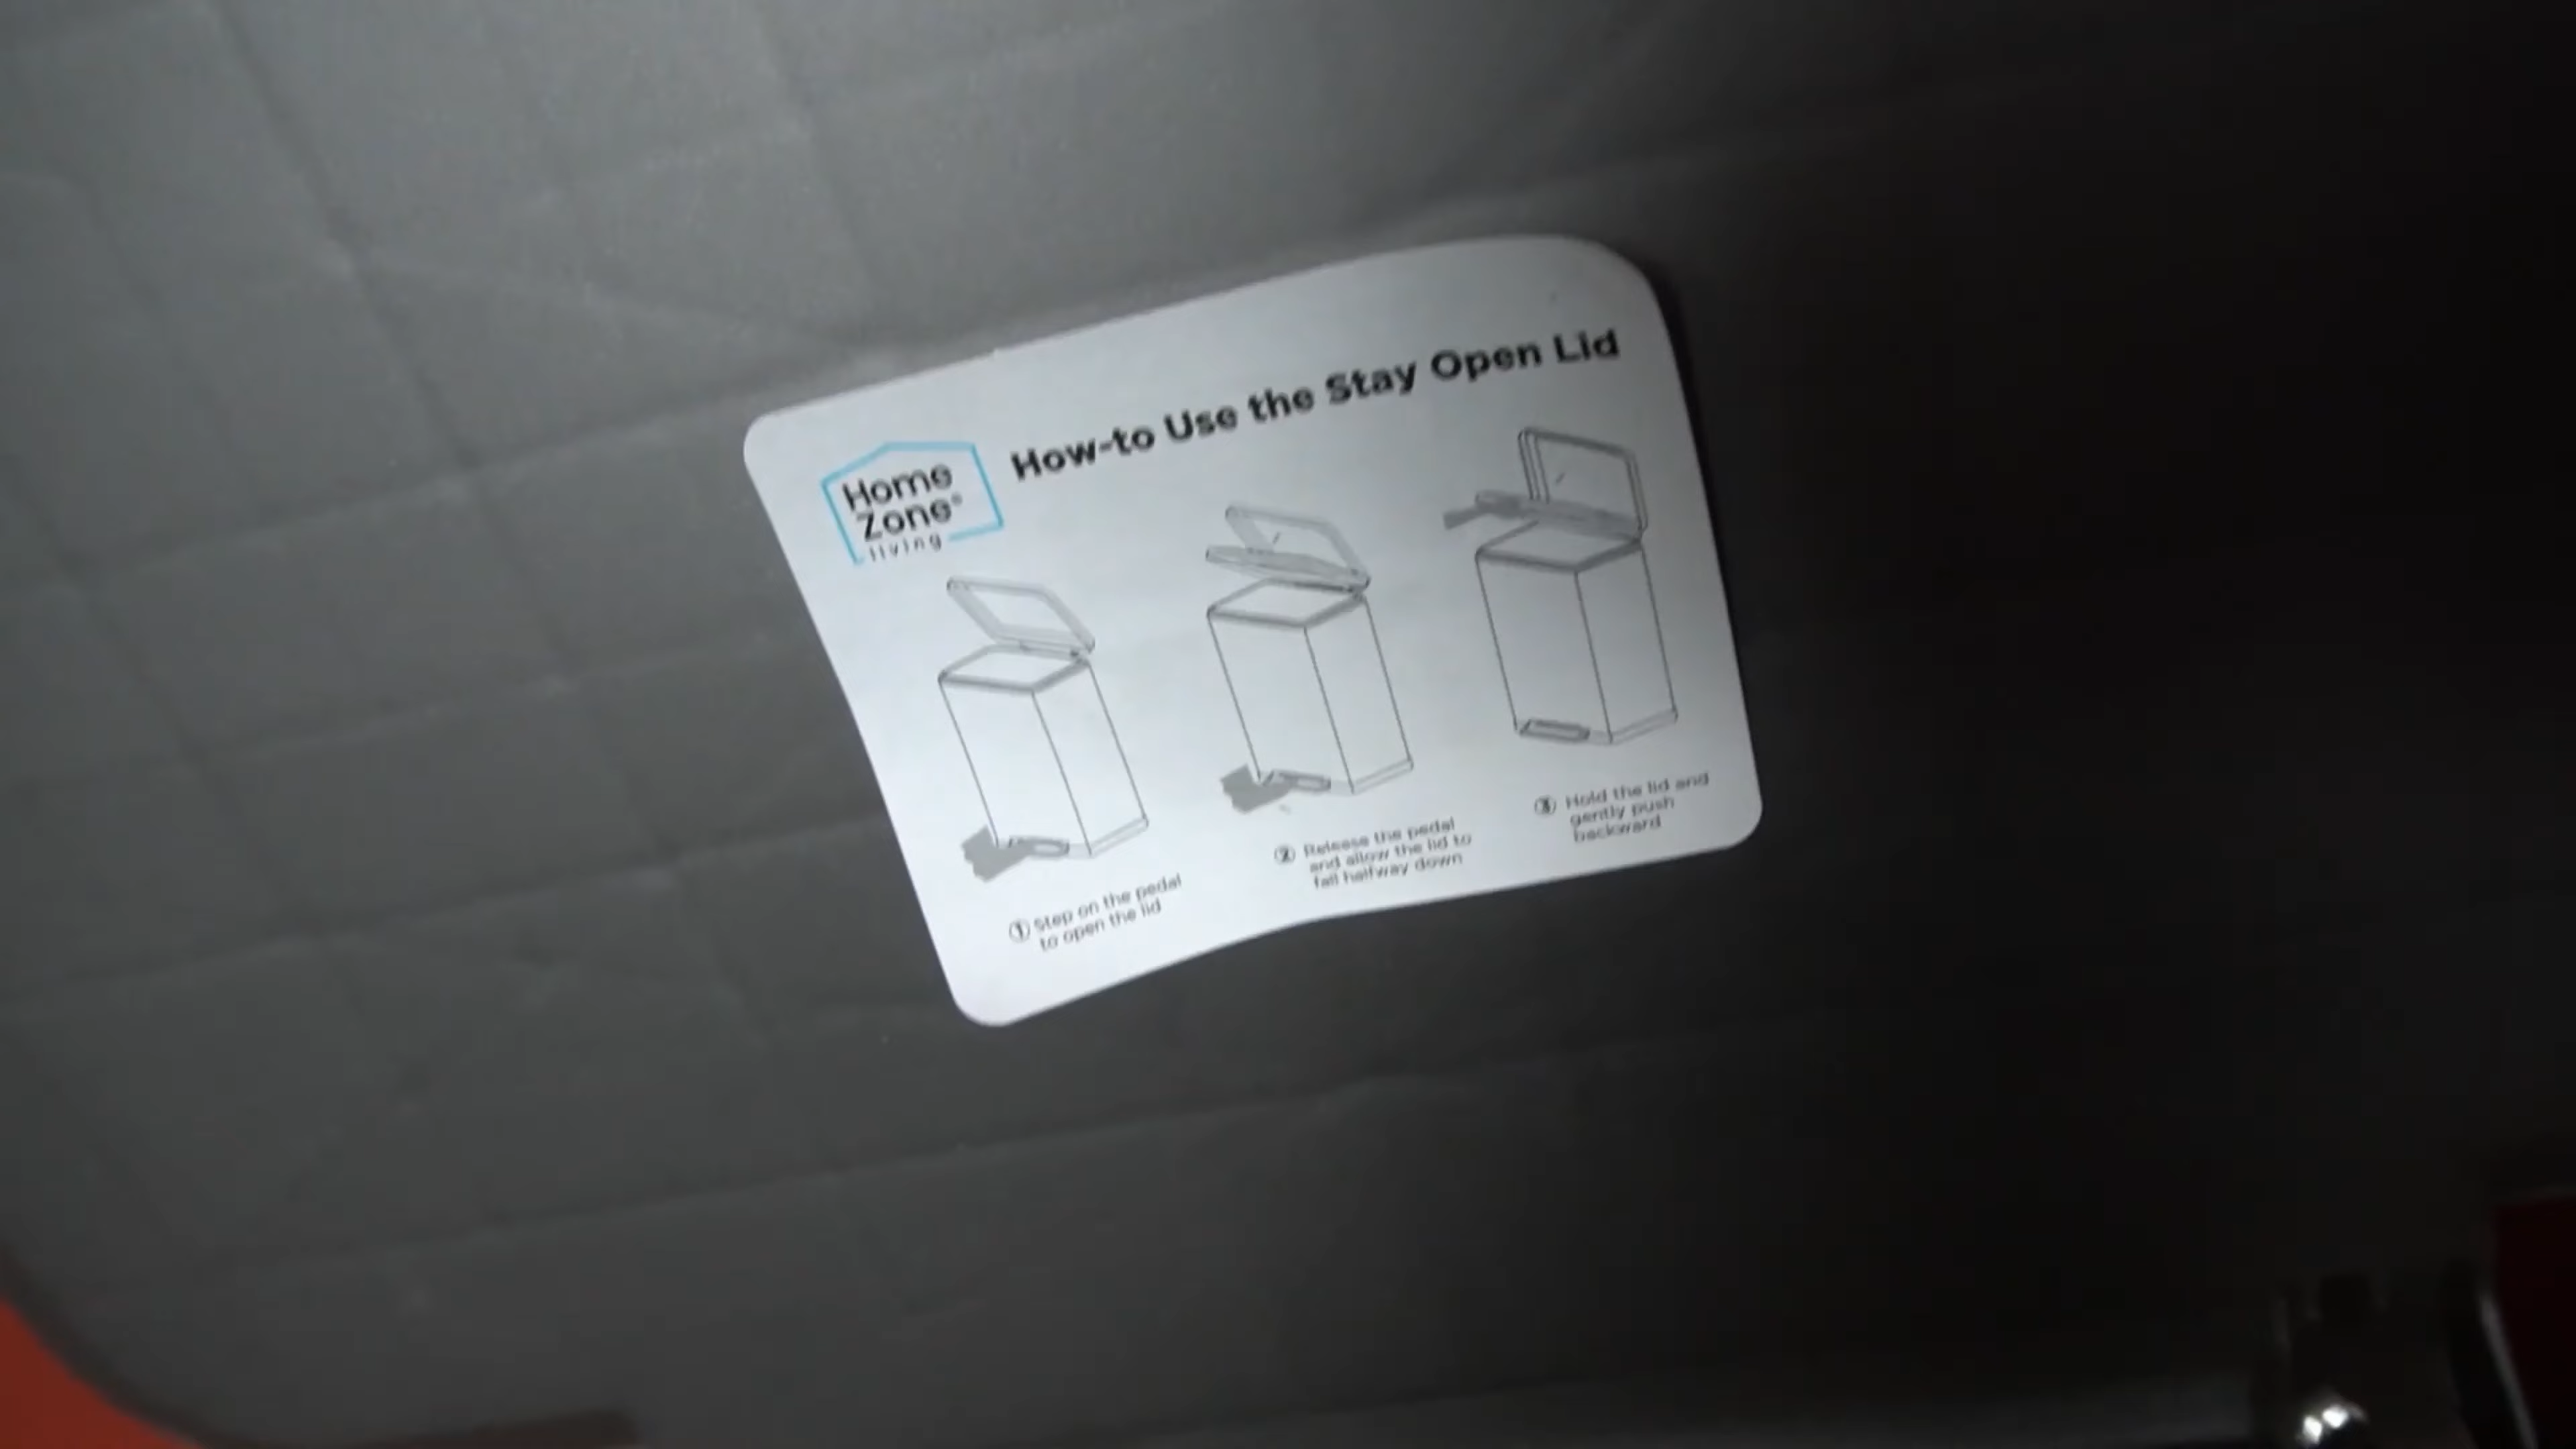 How-to Use the Stay Open Lid
Home
Zone®
living
① Step on the pedal
to open the lid
② Release the pedal
and allow the lid to
fall halfway down
③ Hold the lid and
gently push
backward